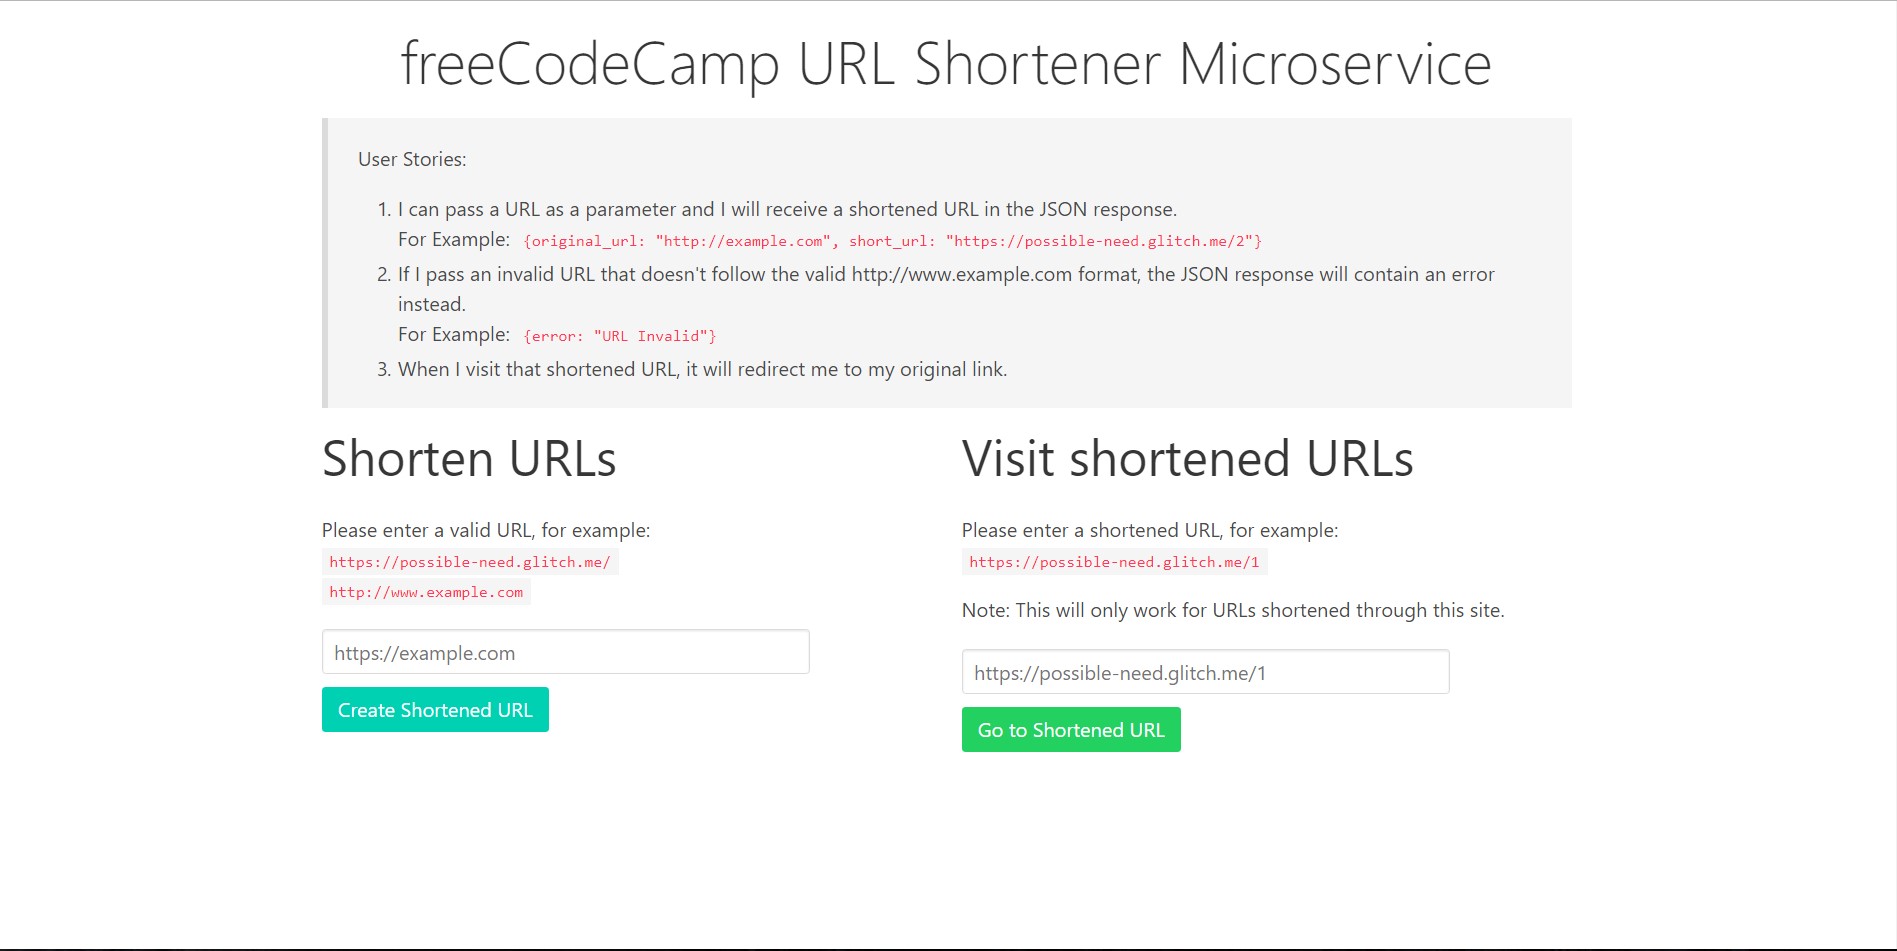 freeCodeCamp URL Shortener Microservice
User Stories:
1. I can pass a URL as a parameter and I will receive a shortened URL in the JSON response.
For Example: {original_url: "http://example.com", short_url: "https://possible-need.glitch.me/2"}
2. If I pass an invalid URL that doesn't follow the valid http://www.example.com format, the JSON response will contain an error
instead.
For Example: {error: "URL Invalid"}
3. When I visit that shortened URL, it will redirect me to my original link.
Shorten URLs
Please enter a valid URL, for example:
https://possible-need.glitch.me/
http://www.example.com
https://example.com
Create Shortened URL
Visit shortened URLs
Please enter a shortened URL, for example:
https://possible-need.glitch.me/1
Note: This will only work for URLs shortened through this site.
https://possible-need.glitch.me/1
Go to Shortened URL